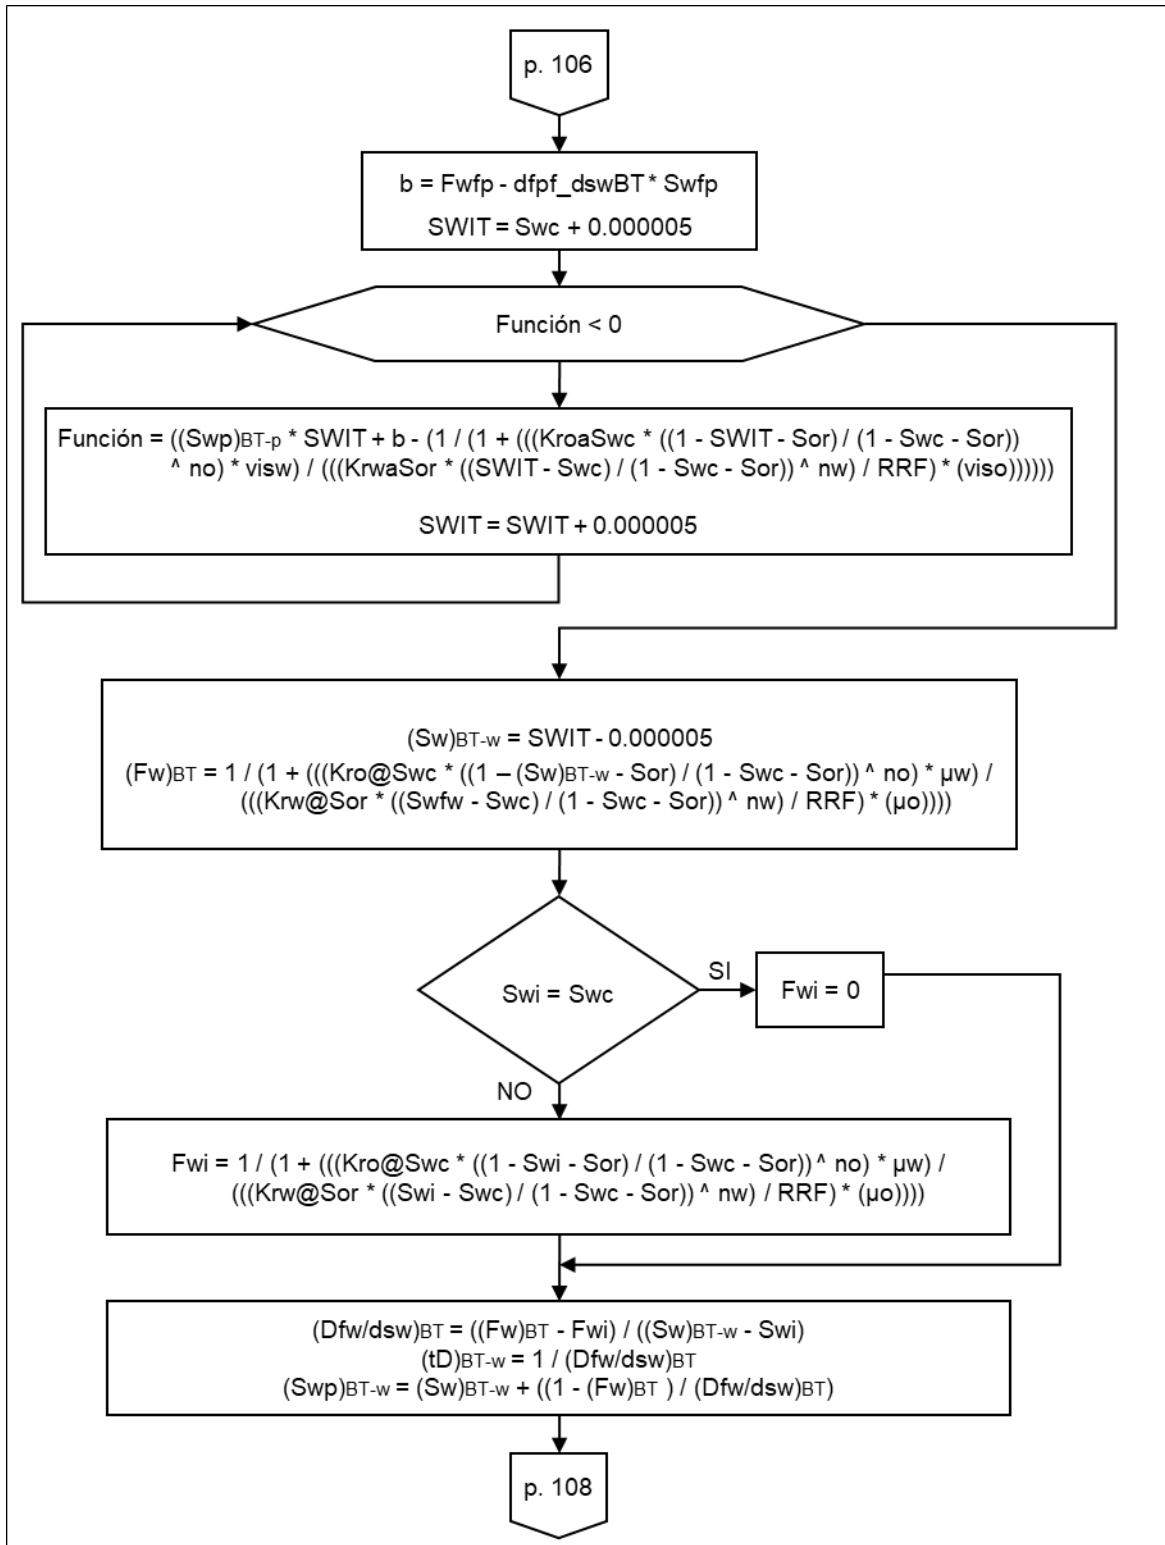 p. 106
b = Fwfp - dfpf_dswBT * Swfp
SWIT = Swc + 0.000005
Función < 0
Función = ((Swp)BT-p * SWIT + b - (1 / (1 + (((KroaSwc * ((1 - SWIT - Sor) / (1 - Swc - Sor))
^ no) * visw) / (((KrwaSor * ((SWIT - Swc) / (1 - Swc - Sor)) ^ nw) / RRF) * (viso))))))
SWIT = SWIT + 0.000005
(Sw)BT-w = SWIT - 0.000005
(Fw)BT = 1 / (1 + (((Kro@Swc * ((1 – (Sw)BT-w - Sor) / (1 - Swc - Sor)) ^ no) * µw) /
(((Krw@Sor * ((Swfw - Swc) / (1 - Swc - Sor)) ^ nw) / RRF) * (µo))))
Swi = Swc
SI
Fwi = 0
NO
Fwi = 1 / (1 + (((Kro@Swc * ((1 - Swi - Sor) / (1 - Swc - Sor)) ^ no) * µw) /
(((Krw@Sor * ((Swi - Swc) / (1 - Swc - Sor)) ^ nw) / RRF) * (µo))))
(Dfw/dsw)BT = ((Fw)BT - Fwi) / ((Sw)BT-w - Swi)
(tD)BT-w = 1 / (Dfw/dsw)BT
(Swp)BT-w = (Sw)BT-w + ((1 - (Fw)BT ) / (Dfw/dsw)BT)
p. 108